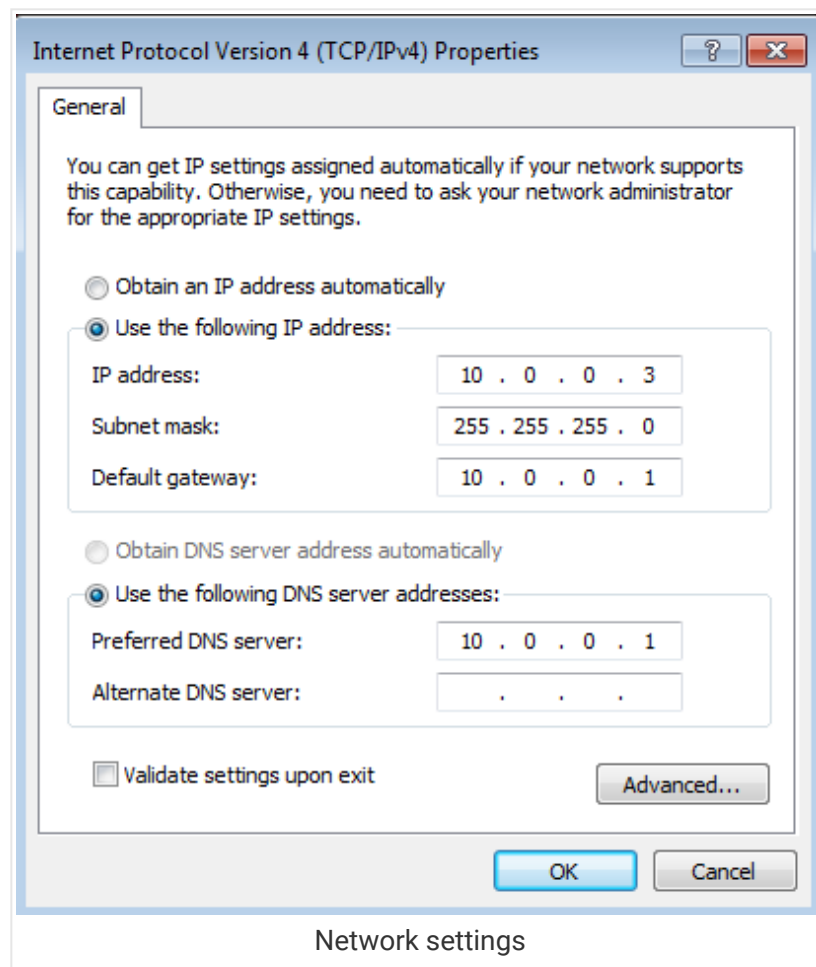 Internet Protocol Version 4 (TCP/IPv4) Properties
General
You can get IP settings assigned automatically if your network supports
this capability. Otherwise, you need to ask your network administrator
for the appropriate IP settings.
Obtain an IP address automatically
Use the following IP address:
IP address: 10 . 0 . 0 . 3
Subnet mask: 255 . 255 . 255 . 0
Default gateway: 10 . 0 . 0 . 1
Obtain DNS server address automatically
Use the following DNS server addresses:
Preferred DNS server: 10 . 0 . 0 . 1
Alternate DNS server: . . .
Validate settings upon exit
Advanced...
OK Cancel
Network settings